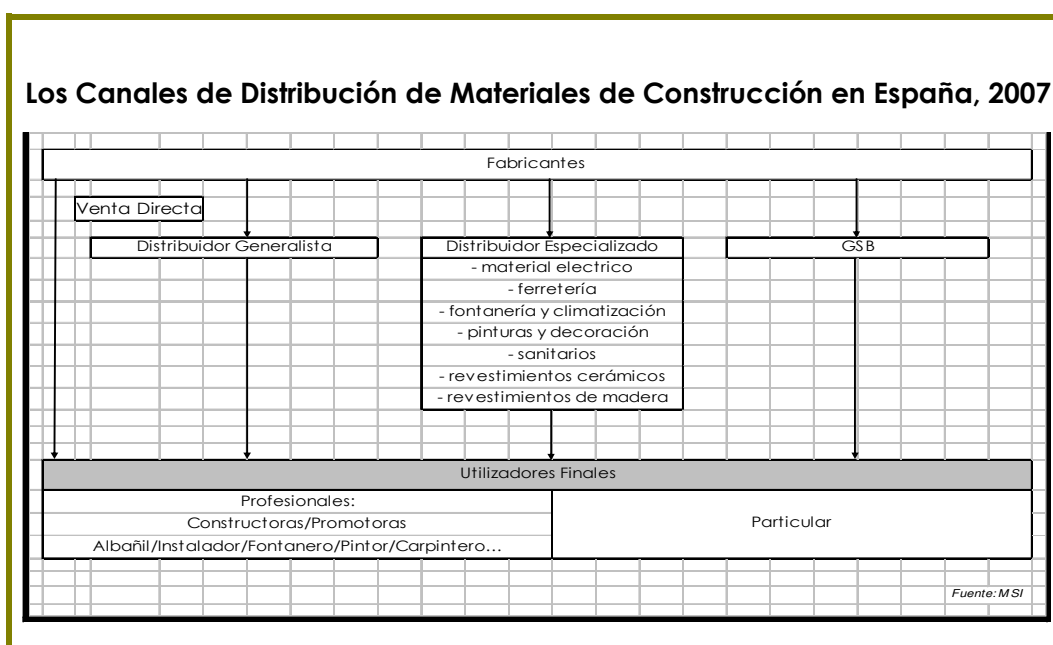 Los Canales de Distribución de Materiales de Construcción en España, 2007
Fabricantes
Venta Directa
Distribuidor Generalista
Distribuidor Especializado
- material electrico
- ferretería
- fontanería y climatización
- pinturas y decoración
- sanitarios
- revestimientos cerámicos
- revestimientos de madera
GSB
Utilizadores Finales
Profesionales:
Constructoras/Promotoras
Albañil/Instalador/Fontanero/Pintor/Carpintero...
Particular
Fuente: MSI